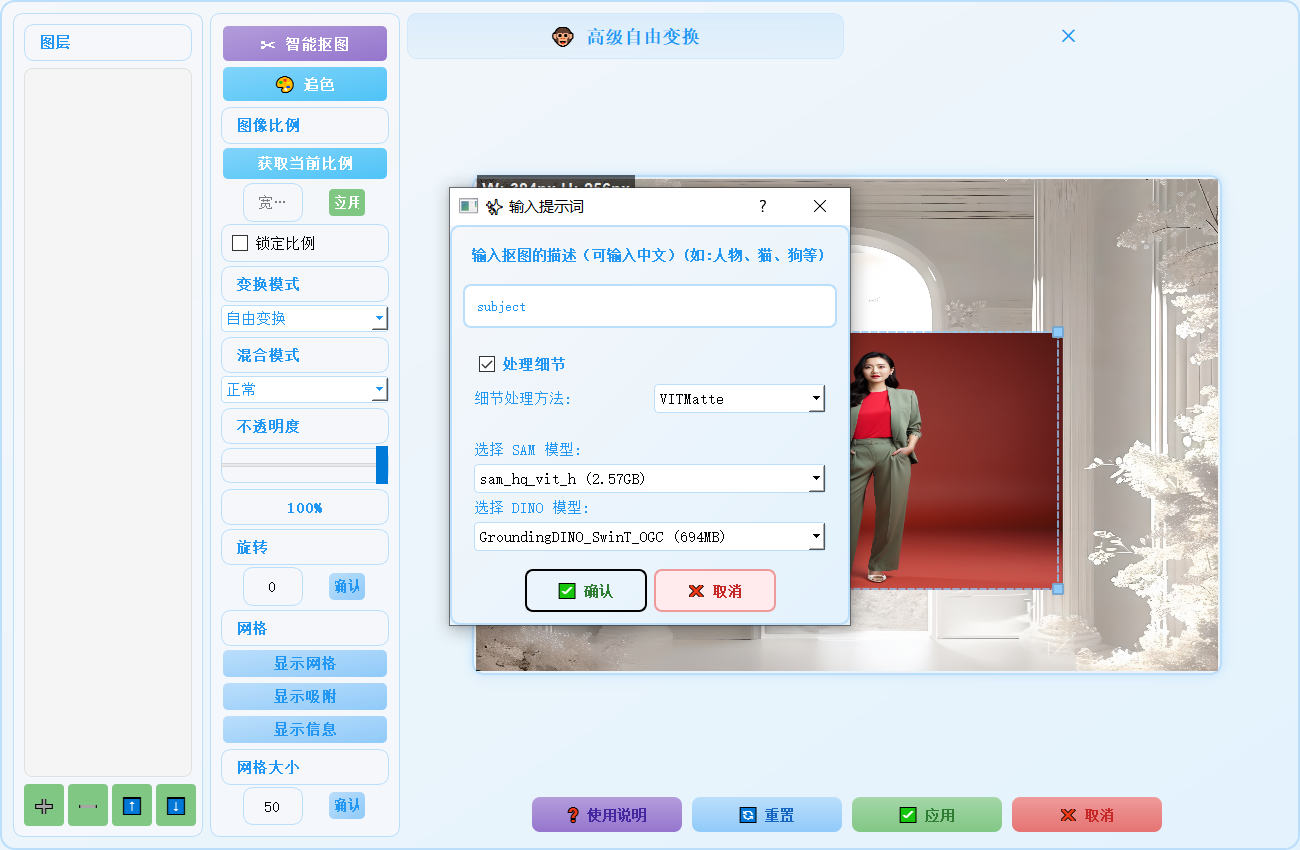 图层
智能抠图
追色
图像比例
获取当前比例
宽…
应用
锁定比例
变换模式
自由变换
混合模式
正常
不透明度
100%
旋转
0
确认
网格
显示网格
显示吸附
显示信息
网格大小
50
确认
高级自由变换
W: 384px H: 256px
输入提示词
?
输入抠图的描述（可输入中文）(如:人物、猫、狗等)
subject
处理细节
细节处理方法:
VITMatte
选择 SAM 模型:
sam_hq_vit_h (2.57GB)
选择 DINO 模型:
GroundingDINO_SwinT_OGC (694MB)
确认
取消
使用说明
重置
应用
取消